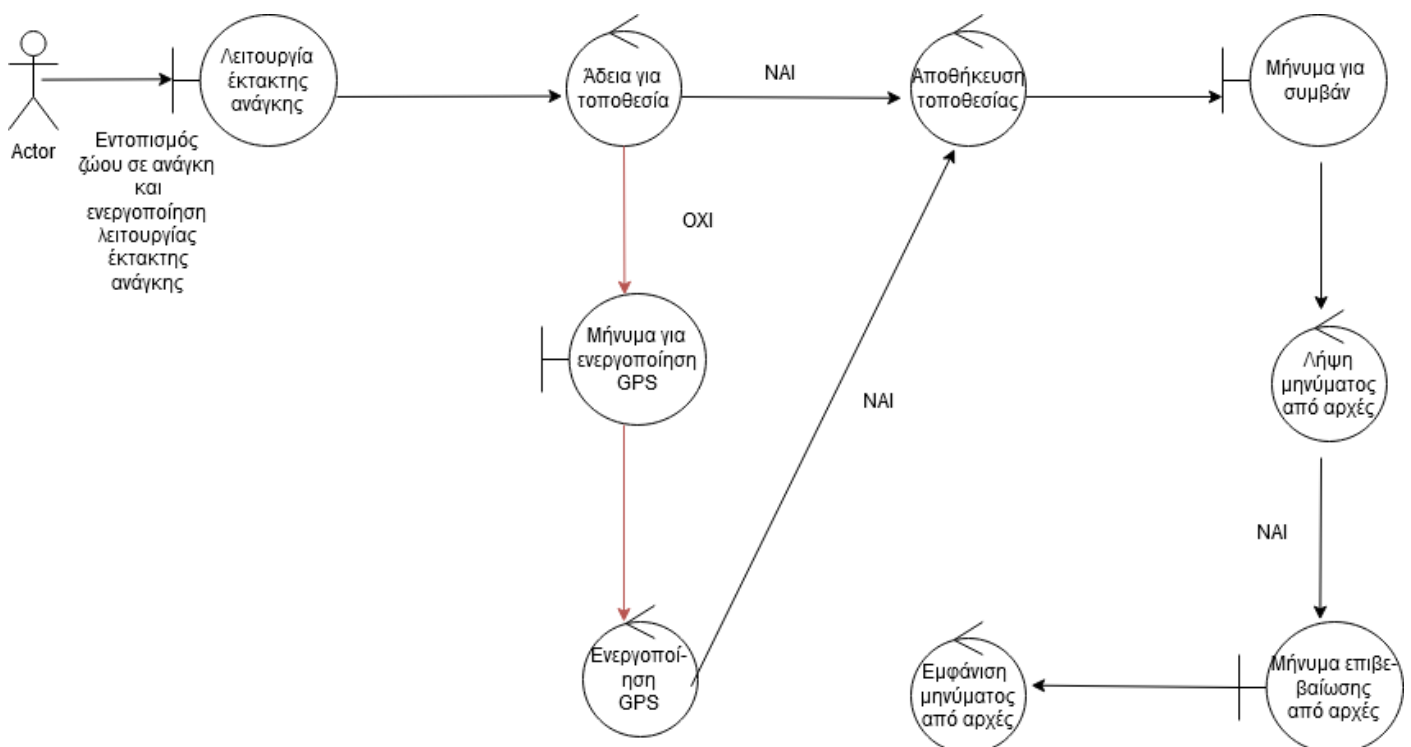 Λειτουργία
έκτακτης
ανάγκης
Άδεια για
τοποθεσία
ΝΑΙ
Αποθήκευση
τοποθεσίας
Μήνυμα για
συμβάν
Actor
Εντοπισμός
ζώου σε ανάγκη
και
ενεργοποίηση
λειτουργίας
έκτακτης
ανάγκης
ΟΧΙ
Μήνυμα για
ενεργοποίηση
GPS
Λήψη
μηνύματος
από αρχές
ΝΑΙ
ΝΑΙ
Ενεργοποί-
ηση
GPS
Εμφάνιση
μηνύματος
από αρχές
Μήνυμα επιβε-
βαίωσης
από αρχές